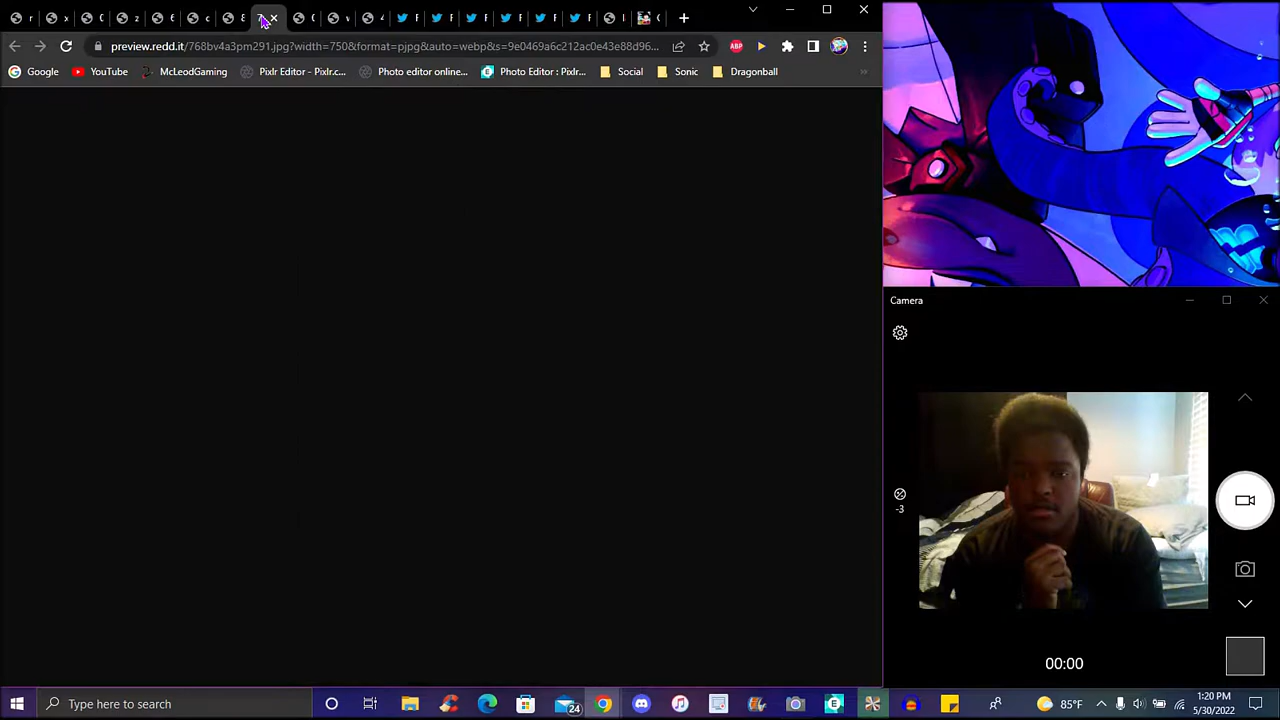 preview.redd.it/768bv4a3pm291.jpg?width=750&format=pjpg&auto=webp&s=9e0469a6c212ac0e43e88d96...
ABP
Google
YouTube
McLeodGaming
Pixlr Editor - Pixlr.c...
Photo editor online...
Photo Editor : Pixlr...
Social
Sonic
Dragonball
Camera
-3
00:00
Type here to search
24
85°F
1:20 PM
5/30/2022